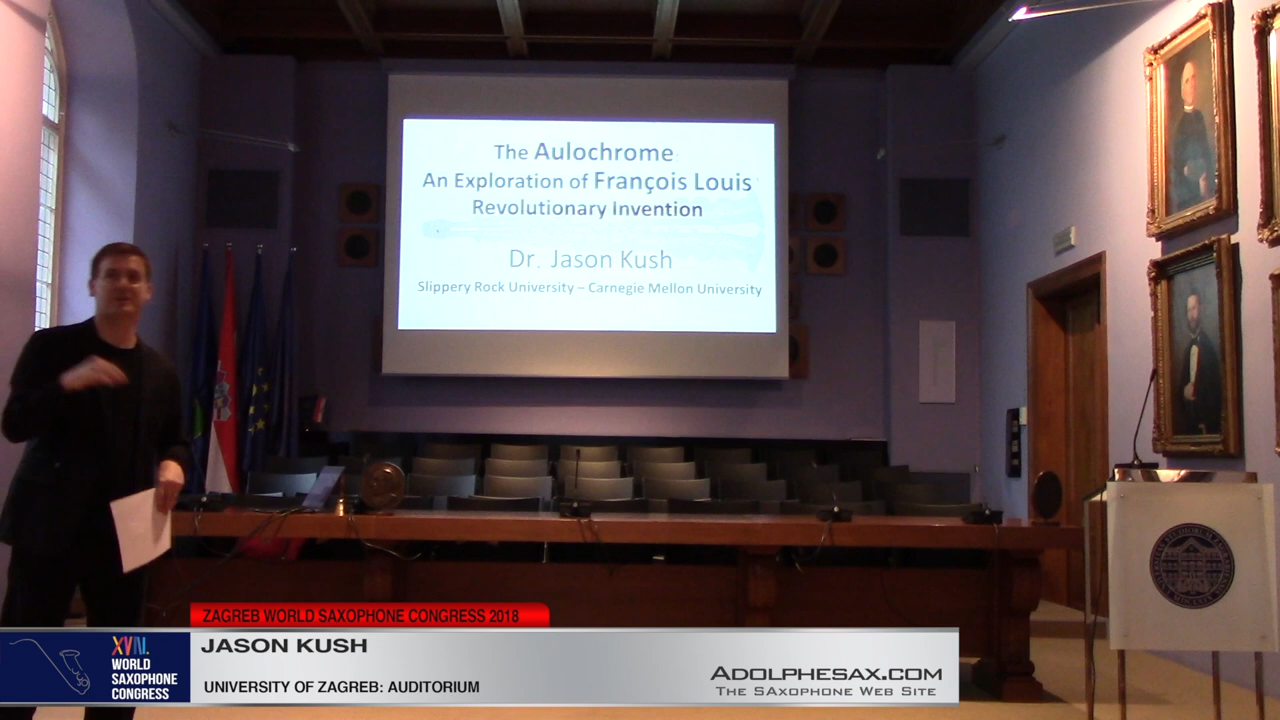 The Aulochrome
An Exploration of François Louis
Revolutionary Invention
Dr. Jason Kush
Slippery Rock University – Carnegie Mellon University
ZAGREB WORLD SAXOPHONE CONGRESS 2018
XVIII.
WORLD
SAXOPHONE
CONGRESS
JASON KUSH
UNIVERSITY OF ZAGREB: AUDITORIUM
ADOLPHESAX.COM
THE SAXOPHONE WEB SITE